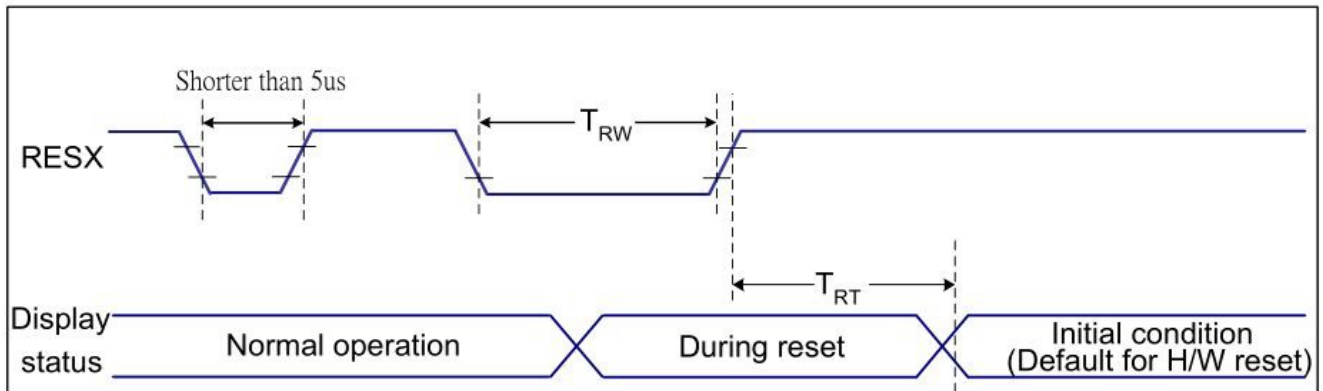 Shorter than 5us
RESX
TRW
TRT
Display
status
Normal operation
During reset
Initial condition
(Default for H/W reset)